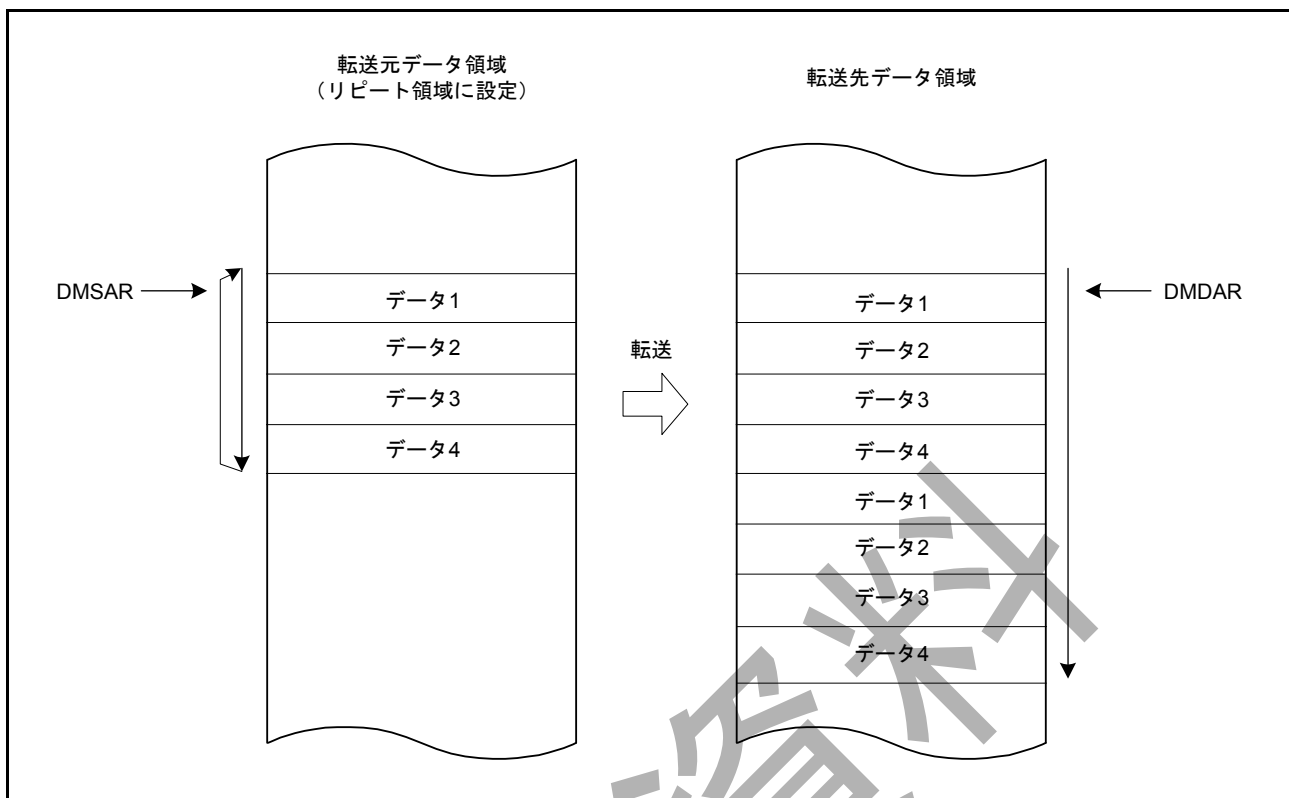 転送元データ領域
（リピート領域に設定）
転送先データ領域
DMSAR
データ1
データ2
データ3
データ4
転送
データ1
データ2
データ3
データ4
データ1
データ2
データ3
データ4
DMDAR
資料